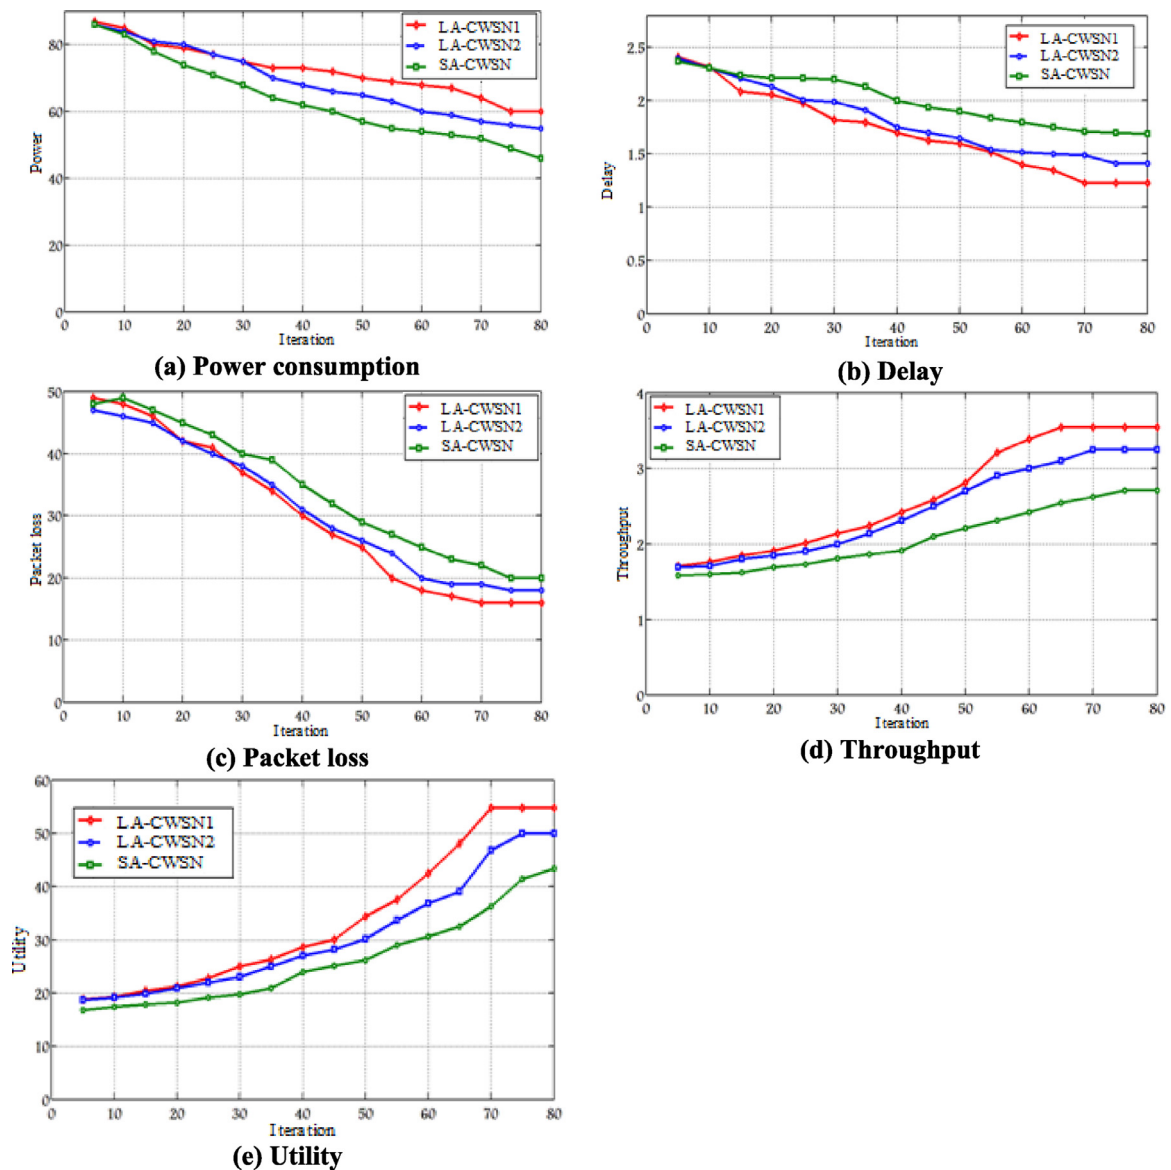 80
60
40
20
0
Power
LA-CWSN1
LA-CWSN2
SA-CWSN
0 10 20 30 40 50 60 70 80
Iteration
(a) Power consumption
2.5
2
1.5
1
0.5
0
Delay
LA-CWSN1
LA-CWSN2
SA-CWSN
0 10 20 30 40 50 60 70 80
Iteration
(b) Delay
50
40
30
20
10
0
Packet loss
LA-CWSN1
LA-CWSN2
SA-CWSN
0 10 20 30 40 50 60 70 80
Iteration
(c) Packet loss
4
3
2
1
0
Throughput
LA-CWSN1
LA-CWSN2
SA-CWSN
0 10 20 30 40 50 60 70 80
Iteration
(d) Throughput
60
50
40
30
20
10
0
Utility
LA-CWSN1
LA-CWSN2
SA-CWSN
0 10 20 30 40 50 60 70 80
Iteration
(e) Utility